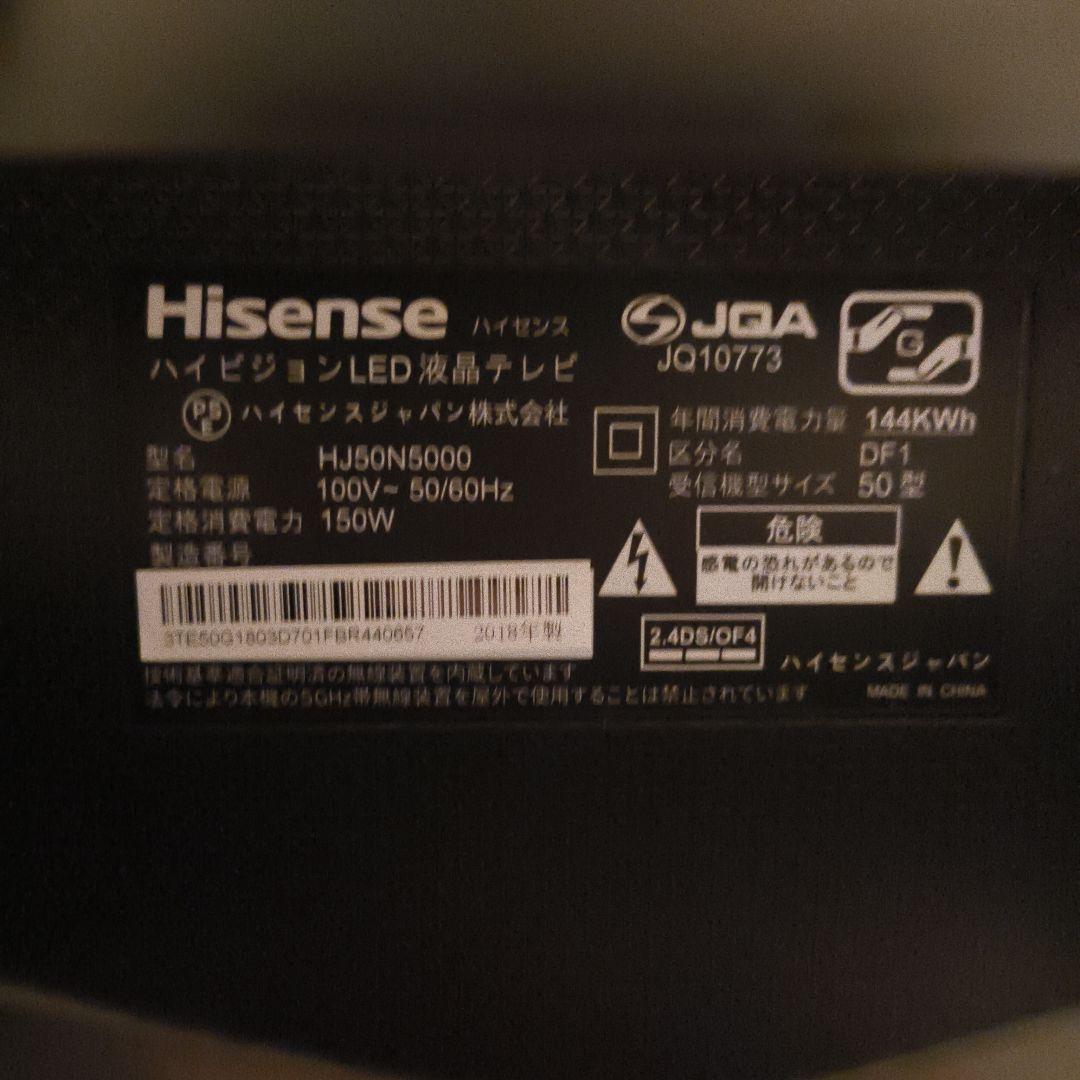 Hisense ハイセンス
ハイビジョンLED液晶テレビ
PSE ハイセンスジャパン株式会社
型名 HJ50N5000
定格電源 100V~ 50/60Hz
定格消費電力 150W
製造番号
3TE50G1803D701FBR440657 2018年製
技術基準適合証明済の無線装置を内蔵しています
法令により本機の5GHz帯無線装置を屋外で使用することは禁止されています
JQA
JQ10773
G
年間消費電力量 144KWh
区分名 DF1
受信機型サイズ 50型
危険
感電の恐れがあるので
開けないこと
2.4DS/OF4
ハイセンスジャパン
MADE IN CHINA